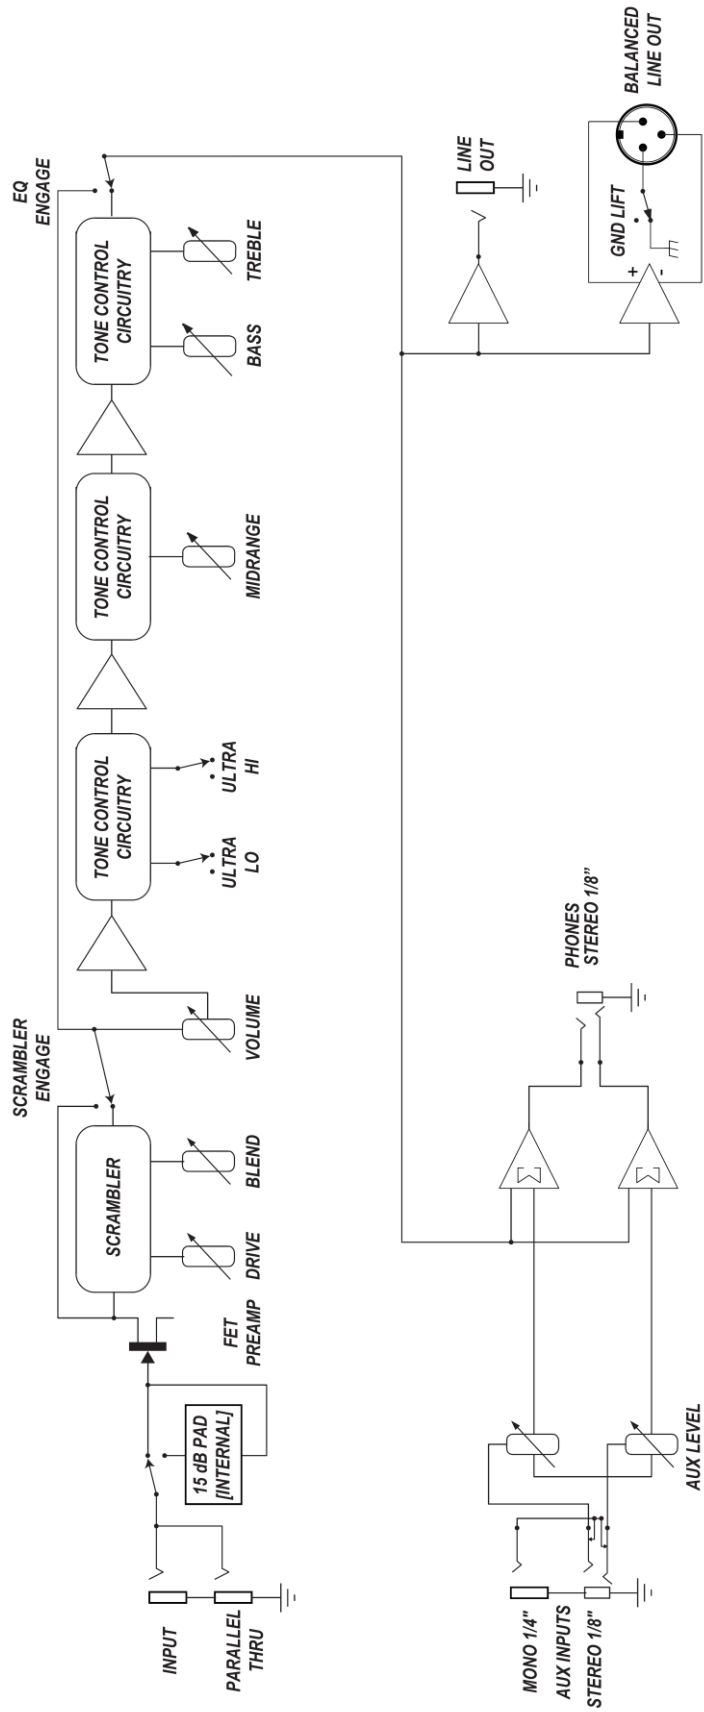 SCRAMBLER
ENGAGE
EQ
ENGAGE
INPUT
PARALLEL
THRU
15 dB PAD
[INTERNAL]
FET
PREAMP
SCRAMBLER
DRIVE
BLEND
VOLUME
TONE CONTROL
CIRCUITRY
ULTRA
LO
ULTRA
HI
TONE CONTROL
CIRCUITRY
MIDRANGE
TONE CONTROL
CIRCUITRY
BASS
TREBLE
MONO 1/4"
AUX INPUTS
STEREO 1/8"
AUX LEVEL
Σ
Σ
PHONES
STEREO 1/8"
LINE
OUT
+
-
GND LIFT
BALANCED
LINE OUT